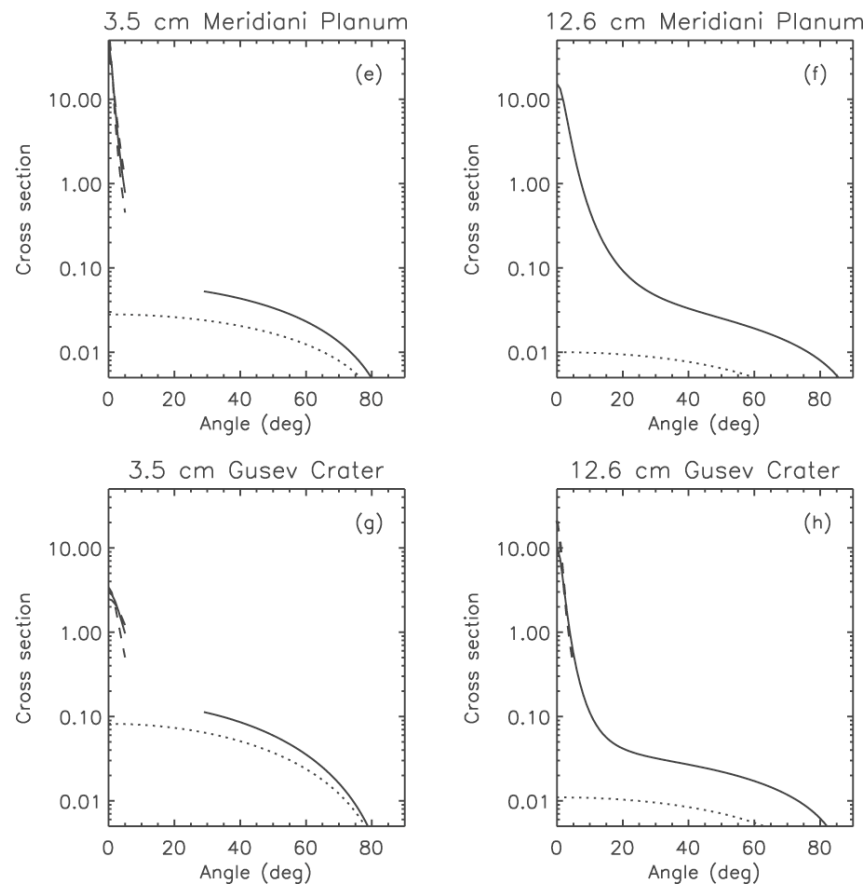 3.5 cm Meridiani Planum
12.6 cm Meridiani Planum
(e)
10.00
1.00
0.10
0.01
Cross section
0 20 40 60 80
Angle (deg)
(f)
10.00
1.00
0.10
0.01
Cross section
0 20 40 60 80
Angle (deg)
3.5 cm Gusev Crater
12.6 cm Gusev Crater
(g)
10.00
1.00
0.10
0.01
Cross section
0 20 40 60 80
Angle (deg)
(h)
10.00
1.00
0.10
0.01
Cross section
0 20 40 60 80
Angle (deg)